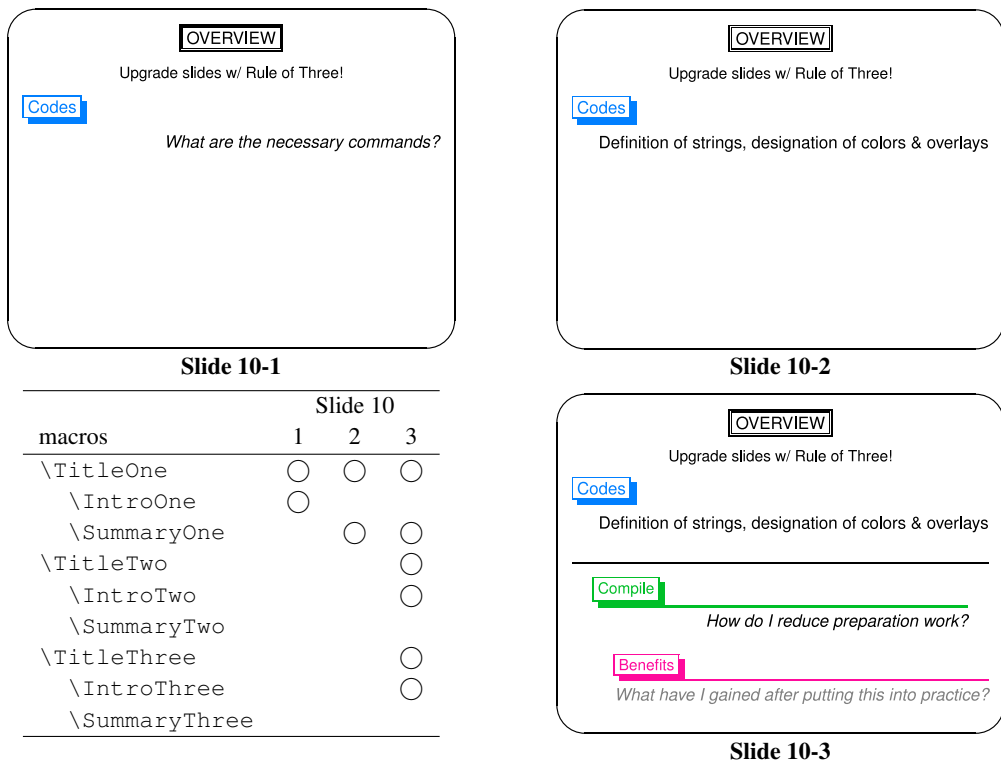 OVERVIEW
Upgrade slides w/ Rule of Three!
Codes
What are the necessary commands?
Slide 10-1
OVERVIEW
Upgrade slides w/ Rule of Three!
Codes
Definition of strings, designation of colors & overlays
Slide 10-2
Slide 10
macros 1 2 3
\TitleOne ◯ ◯ ◯
\IntroOne ◯
\SummaryOne ◯ ◯
\TitleTwo ◯
\IntroTwo ◯
\SummaryTwo
\TitleThree ◯
\IntroThree ◯
\SummaryThree
OVERVIEW
Upgrade slides w/ Rule of Three!
Codes
Definition of strings, designation of colors & overlays
Compile
How do I reduce preparation work?
Benefits
What have I gained after putting this into practice?
Slide 10-3